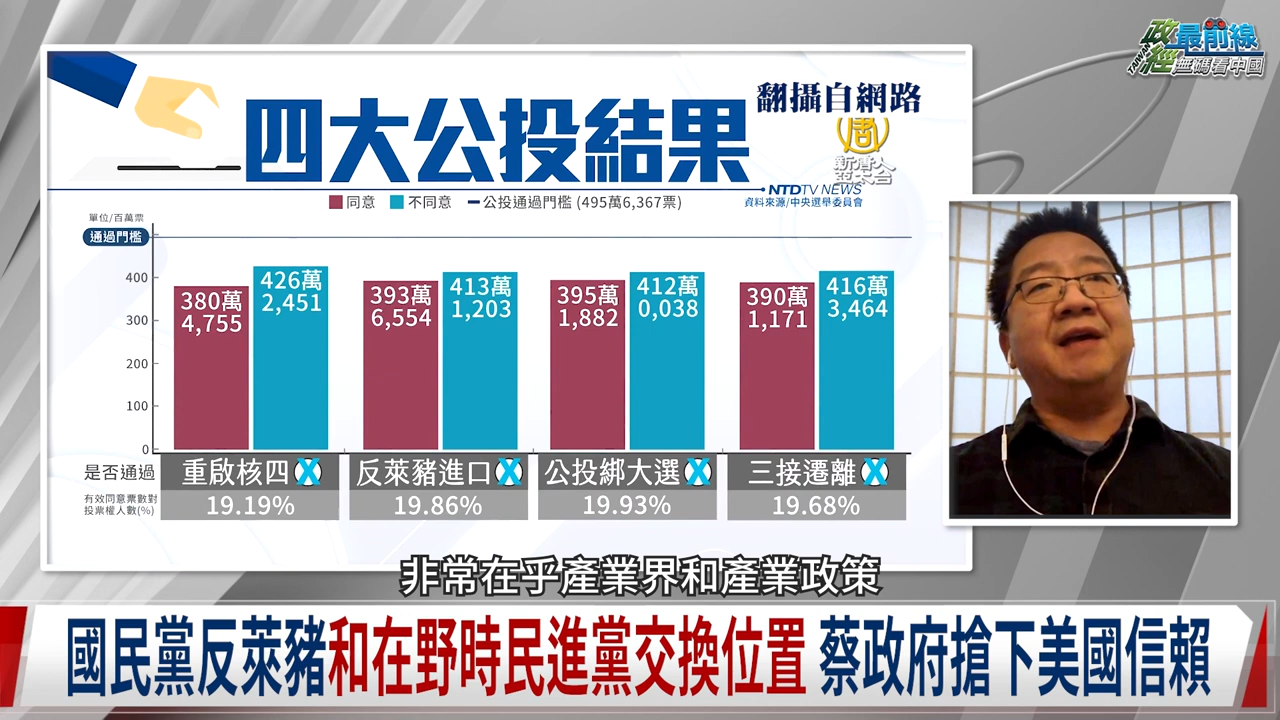 政經最前線
TAIWAN
無碼看中國
四大公投結果
翻攝自網路
唐
新唐人
亞太台
NTDTV NEWS
資料來源/中央選舉委員會
同意 不同意 公投通過門檻 (495萬6,367票)
單位/百萬票
通過門檻
400
300
200
100
0
380萬
4,755
426萬
2,451
393萬
6,554
413萬
1,203
395萬
1,882
412萬
0,038
390萬
1,171
416萬
3,464
是否通過 重啟核四 X 反萊豬進口 X 公投綁大選 X 三接遷離 X
有效同意票數對
投票權人數(%)
19.19% 19.86% 19.93% 19.68%
非常在乎產業界和產業政策
國民黨反萊豬和在野時民進黨交換位置 蔡政府搶下美國信賴